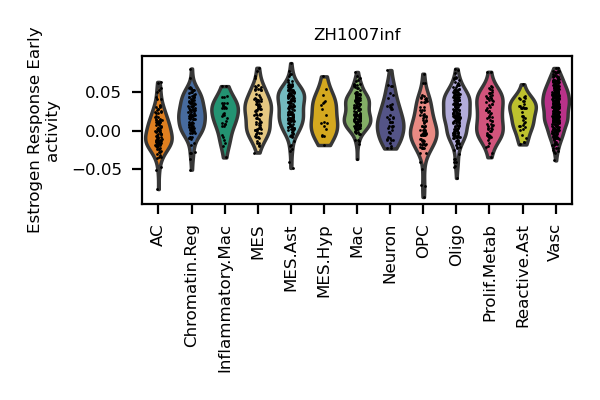 ZH1007inf
Estrogen Response Early
activity
0.05
0.00
−0.05
AC
Chromatin.Reg
Inflammatory.Mac
MES
MES.Ast
MES.Hyp
Mac
Neuron
OPC
Oligo
Prolif.Metab
Reactive.Ast
Vasc